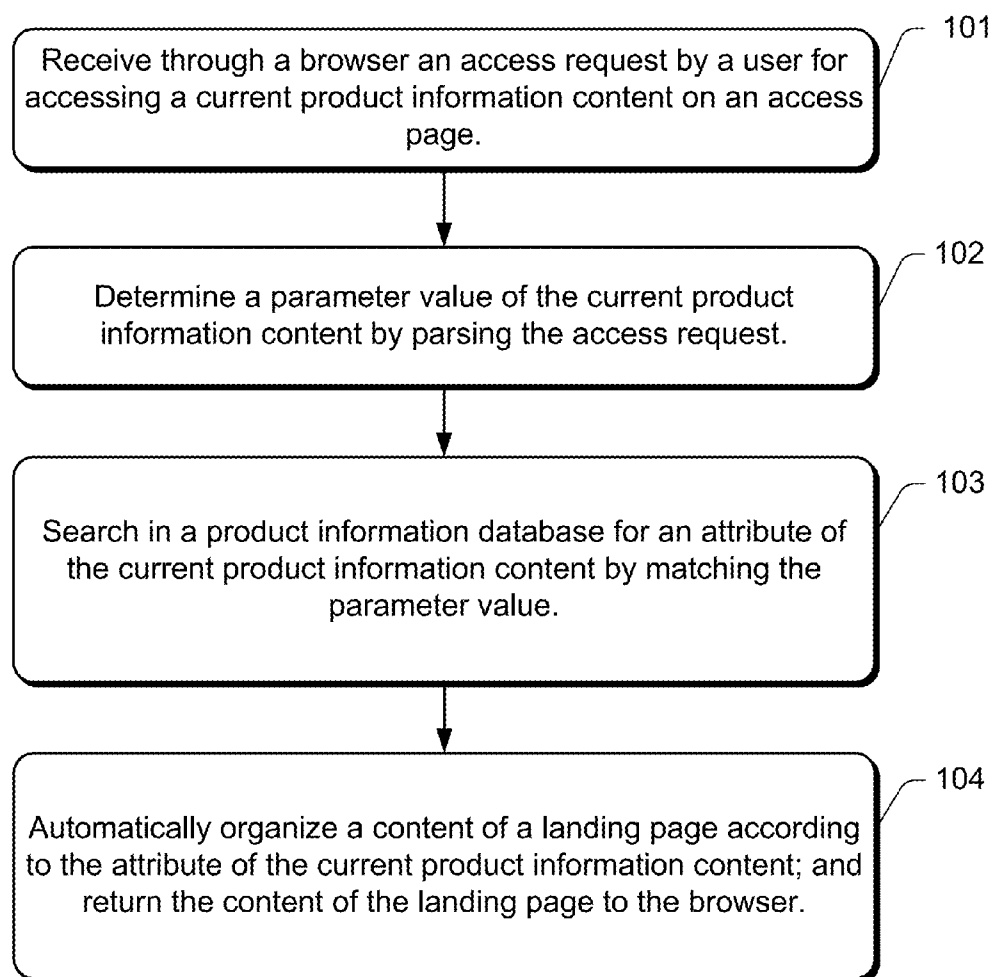 101
Receive through a browser an access request by a user for
accessing a current product information content on an access
page.
102
Determine a parameter value of the current product
information content by parsing the access request.
103
Search in a product information database for an attribute of
the current product information content by matching the
parameter value.
104
Automatically organize a content of a landing page according
to the attribute of the current product information content; and
return the content of the landing page to the browser.